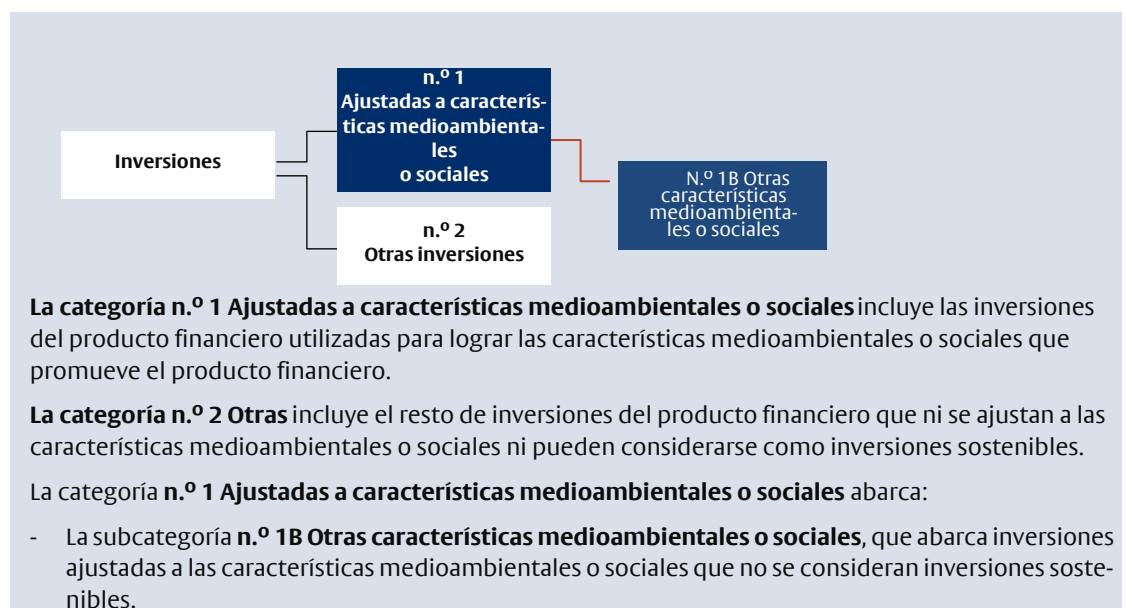 n.º 1
Ajustadas a caracterís-
ticas medioambienta-
les
o sociales
Inversiones
N.º 1B Otras
características
medioambienta-
les o sociales
n.º 2
Otras inversiones
La categoría n.º 1 Ajustadas a características medioambientales o sociales incluye las inversiones
del producto financiero utilizadas para lograr las características medioambientales o sociales que
promueve el producto financiero.
La categoría n.º 2 Otras incluye el resto de inversiones del producto financiero que ni se ajustan a las
características medioambientales o sociales ni pueden considerarse como inversiones sostenibles.
La categoría n.º 1 Ajustadas a características medioambientales o sociales abarca:
- La subcategoría n.º 1B Otras características medioambientales o sociales, que abarca inversiones
ajustadas a las características medioambientales o sociales que no se consideran inversiones soste-
nibles.